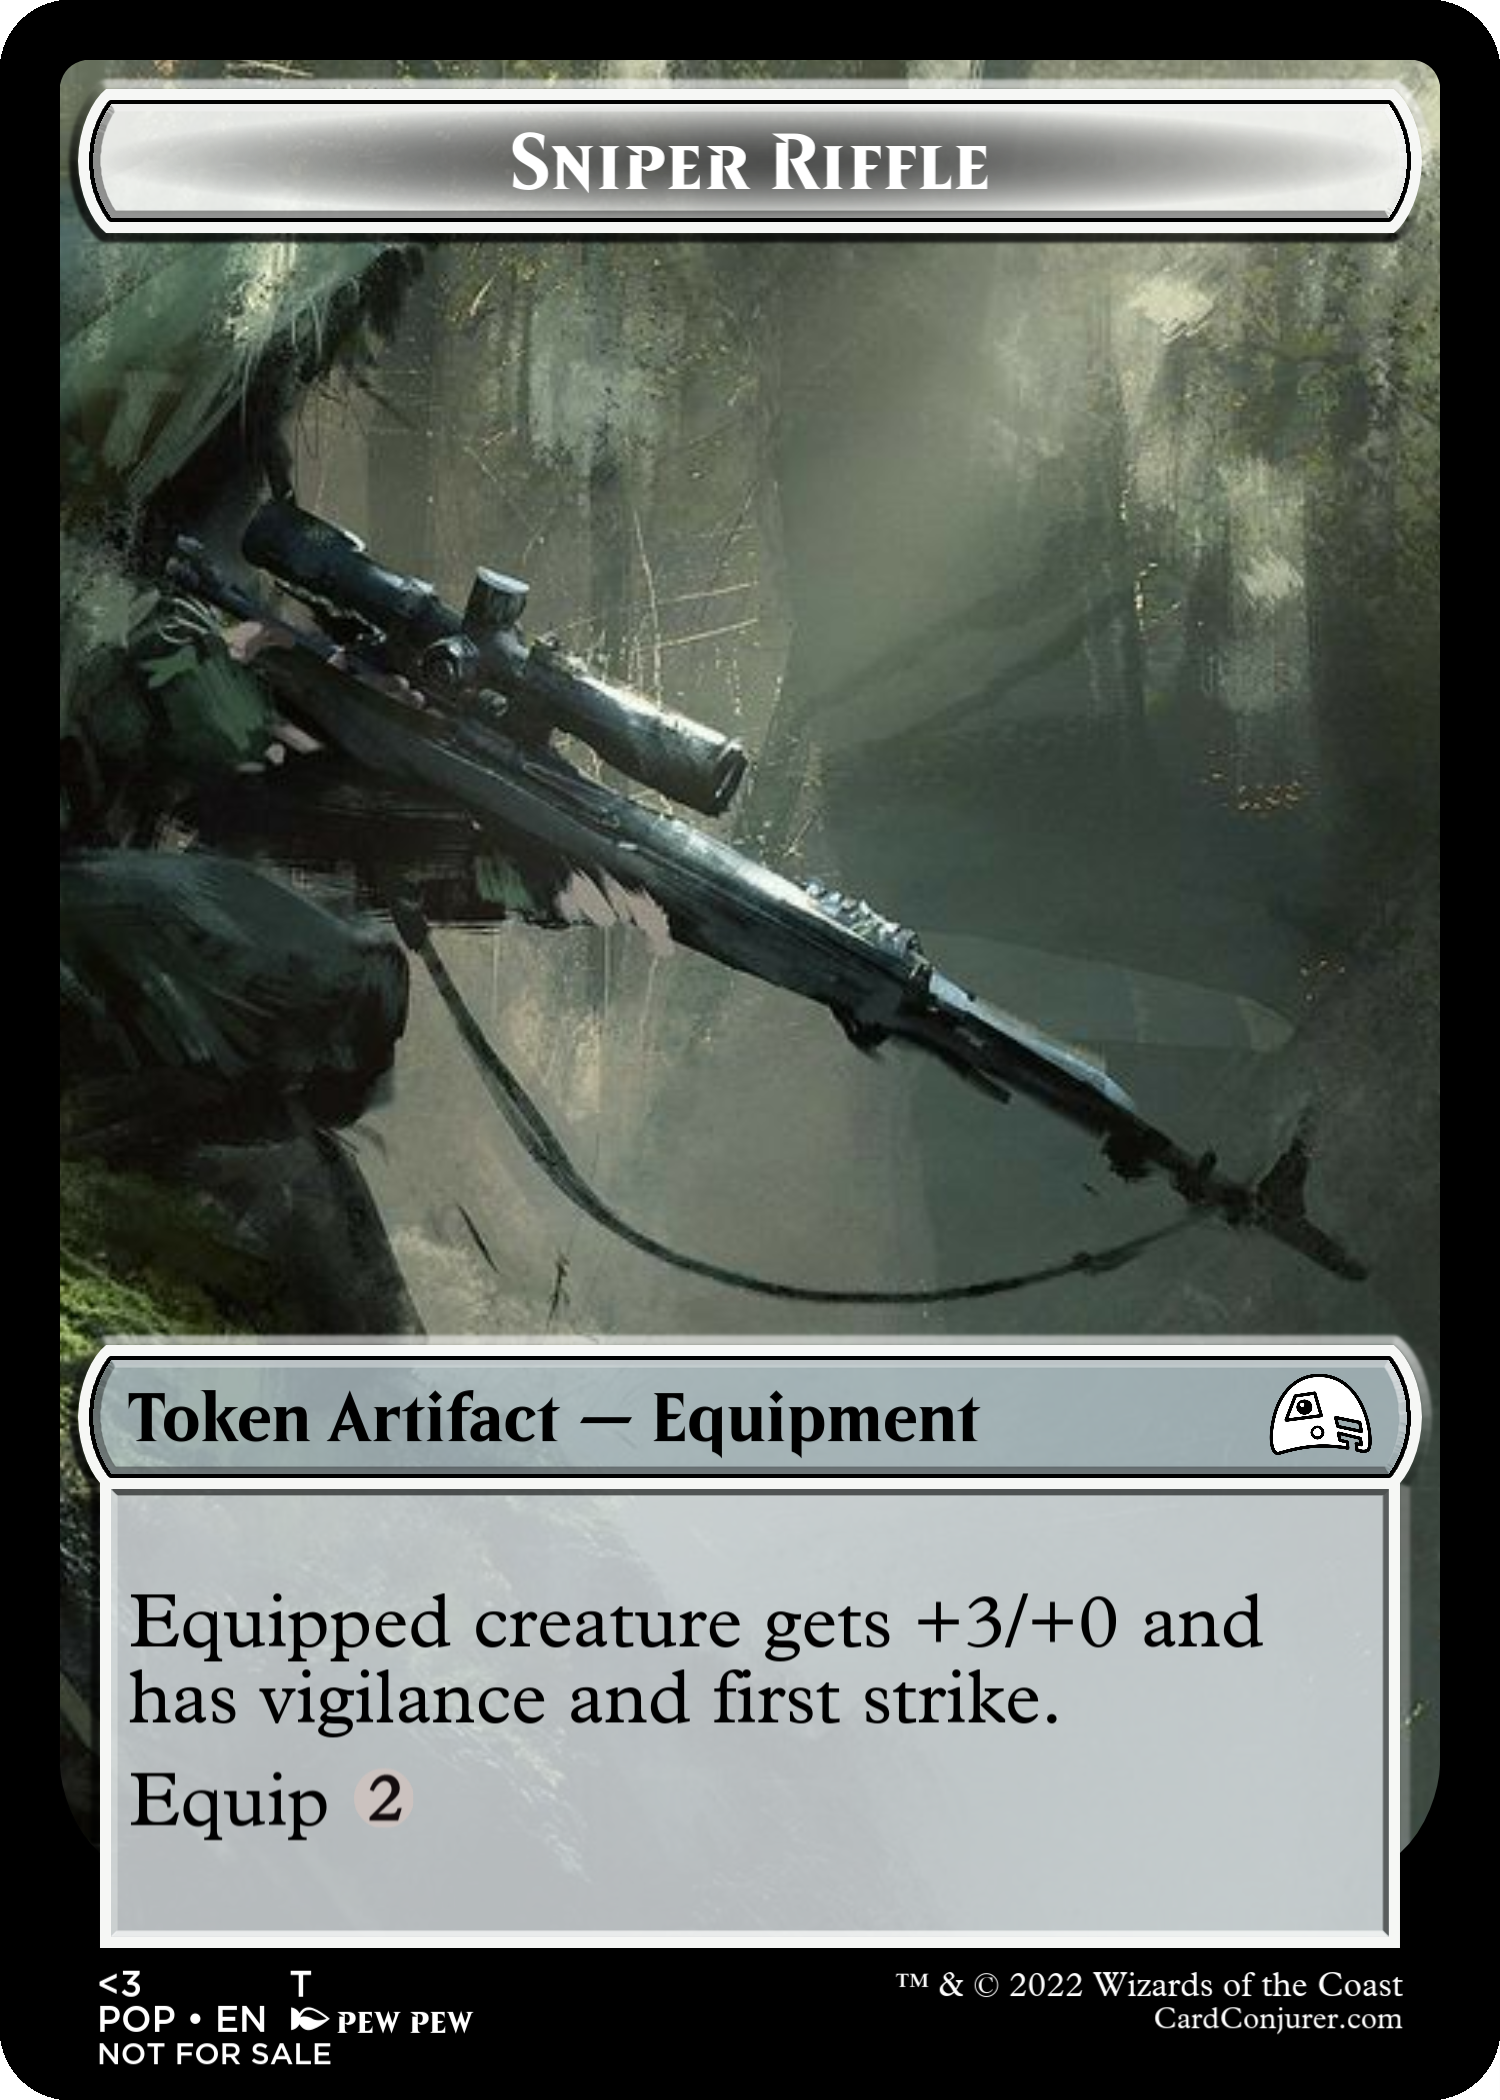 Sniper Riffle
Token Artifact — Equipment
Equipped creature gets +3/+0 and
has vigilance and first strike.
Equip 2
<3 T
POP • EN PEW PEW
NOT FOR SALE
™ & © 2022 Wizards of the Coast
CardConjurer.com